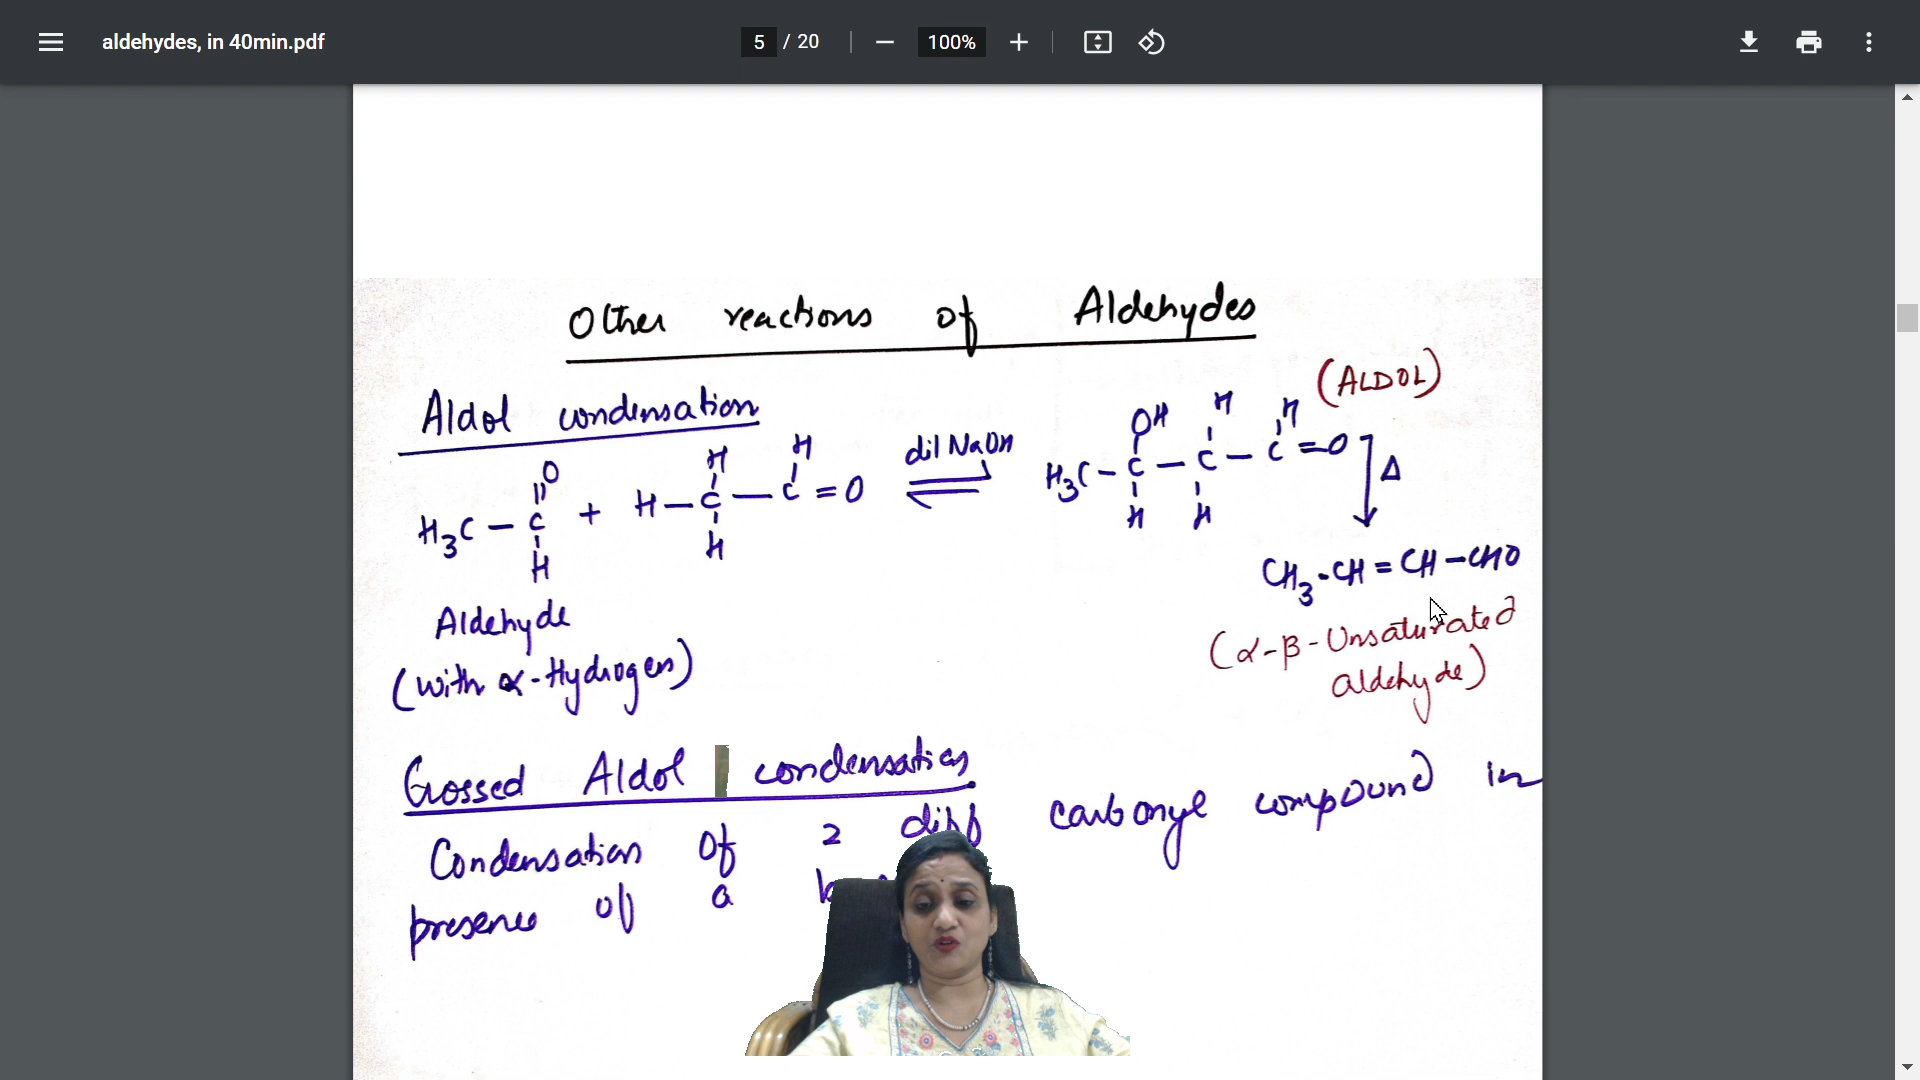 aldehydes, in 40min.pdf
5 / 20
100%
Other reactions of Aldehydes
(ALDOL)
Aldol condensation
H3C - C + H - C - C = O dil NaOH H3C - C - C - C = O Δ
O H H OH H H
H H H H
CH3-CH=CH-CHO
Aldehyde
(with α-Hydrogen)
(α-β-Unsaturated
aldehyde)
Crossed Aldol condensation
Condensation of 2 diff carbonyl compound in
presence of a